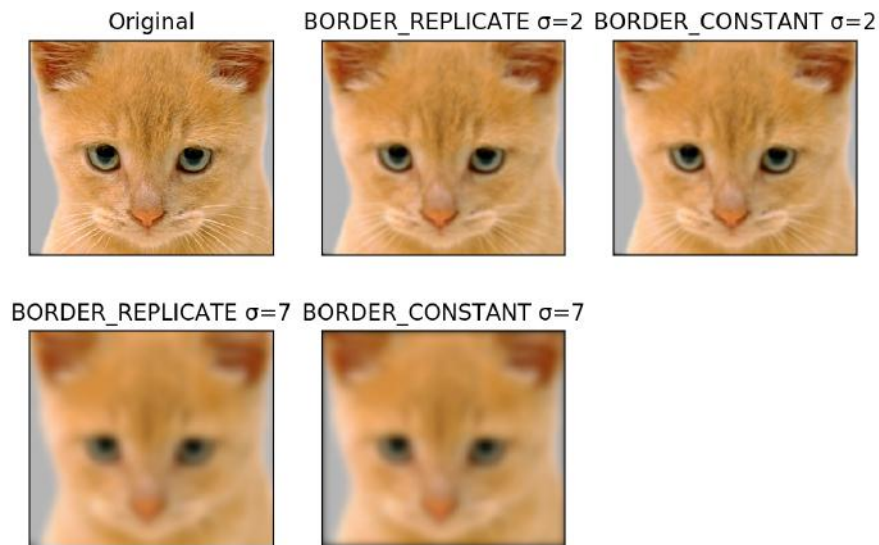 Original
BORDER_REPLICATE σ=2
BORDER_CONSTANT σ=2
BORDER_REPLICATE σ=7
BORDER_CONSTANT σ=7